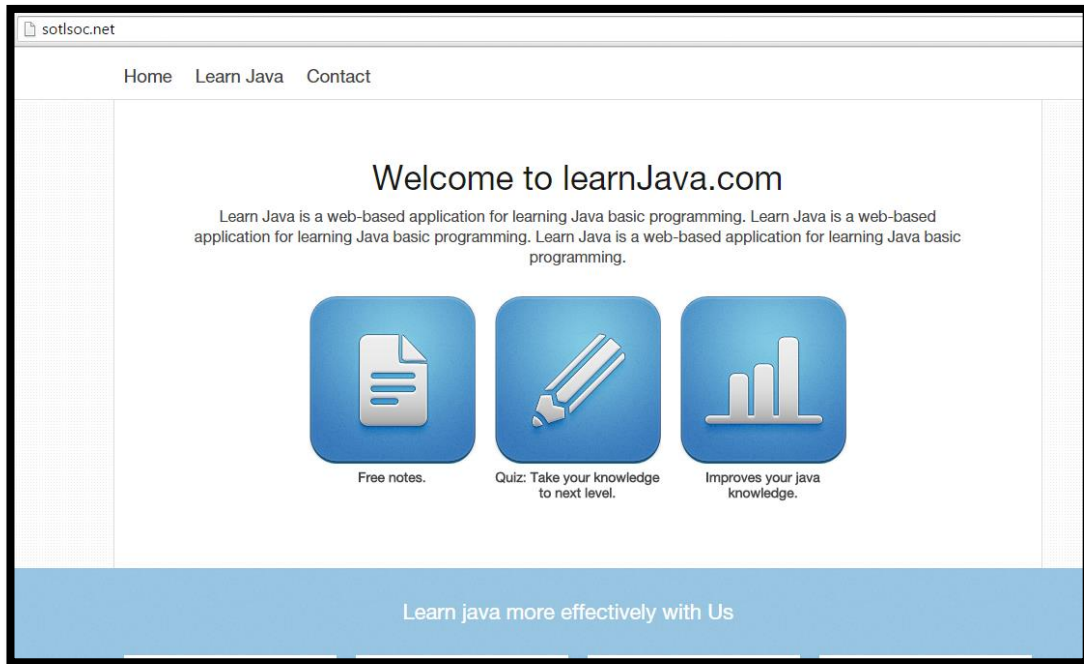 sotlsoc.net
Home Learn Java Contact
Welcome to learnJava.com
Learn Java is a web-based application for learning Java basic programming. Learn Java is a web-based
application for learning Java basic programming. Learn Java is a web-based application for learning Java basic
programming.
Free notes.
Quiz: Take your knowledge
to next level.
Improves your java
knowledge.
Learn java more effectively with Us